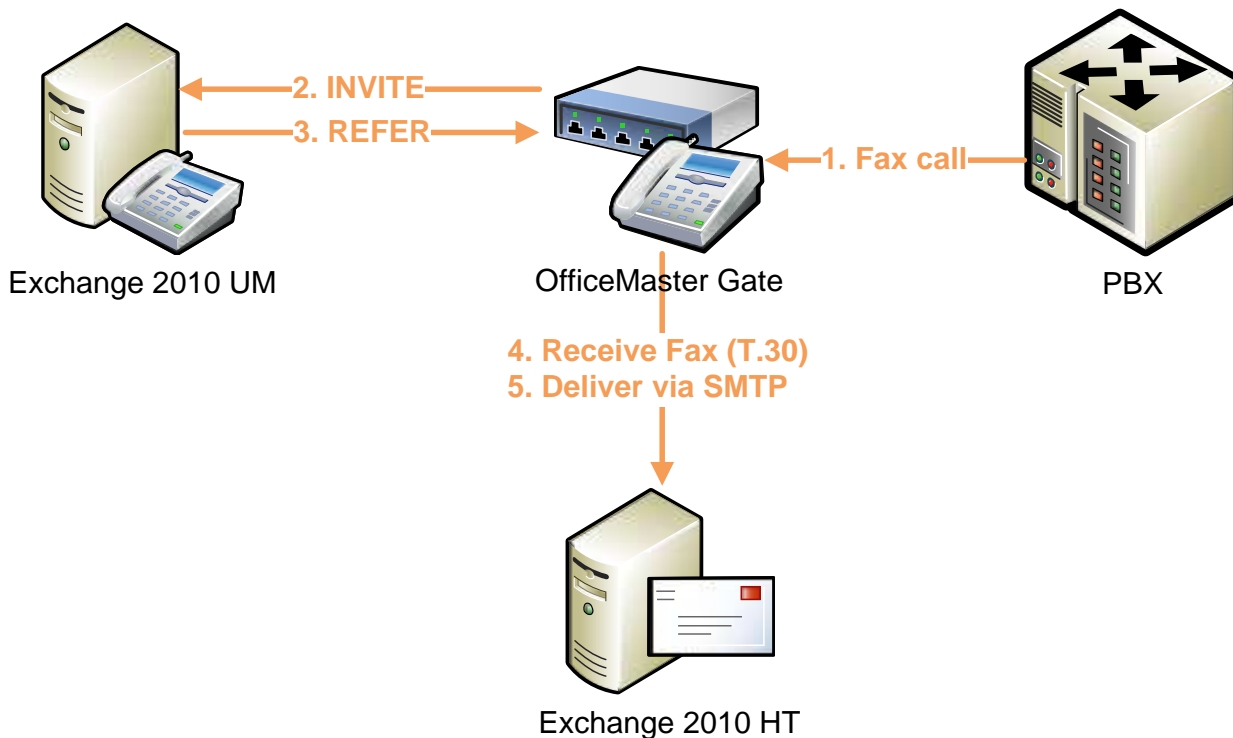 2. INVITE
3. REFER
1. Fax call
Exchange 2010 UM
OfficeMaster Gate
PBX
4. Receive Fax (T.30)
5. Deliver via SMTP
Exchange 2010 HT